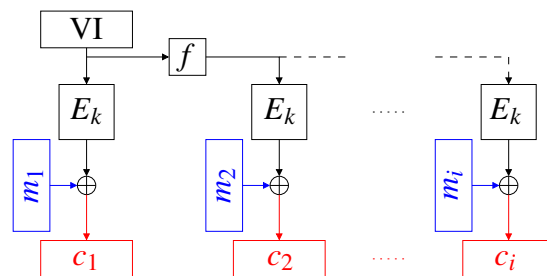 VI
f
E_k E_k ..... E_k
m_1 m_2 m_i
c_1 c_2 ..... c_i